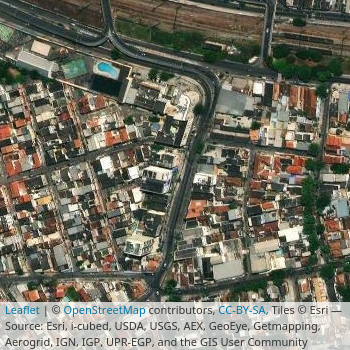 Leaflet | © OpenStreetMap contributors, CC-BY-SA, Tiles © Esri —
Source: Esri, i-cubed, USDA, USGS, AEX, GeoEye, Getmapping,
Aerogrid, IGN, IGP, UPR-EGP, and the GIS User Community